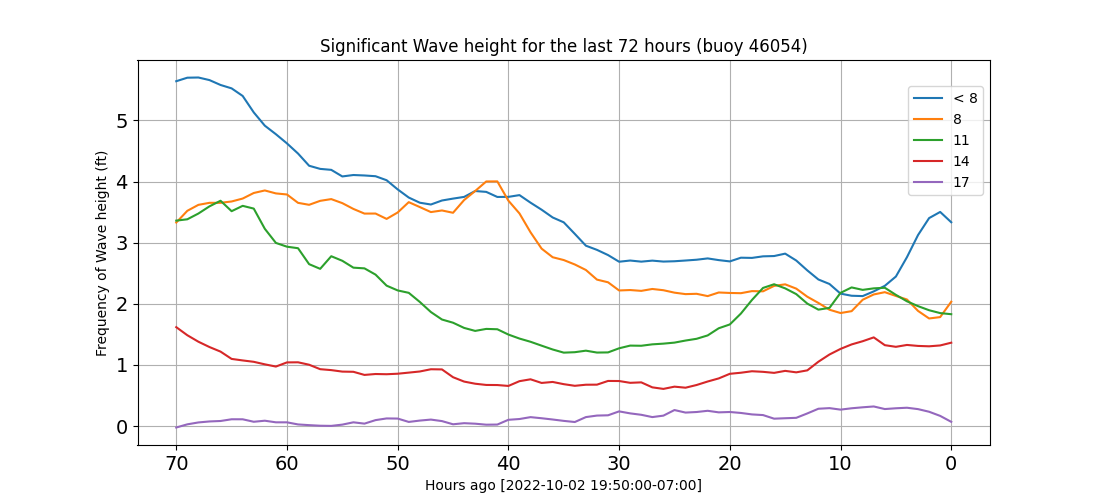 Significant Wave height for the last 72 hours (buoy 46054)
Frequency of Wave height (ft)
5
4
3
2
1
0
< 8
8
11
14
17
70 60 50 40 30 20 10 0
Hours ago [2022-10-02 19:50:00-07:00]